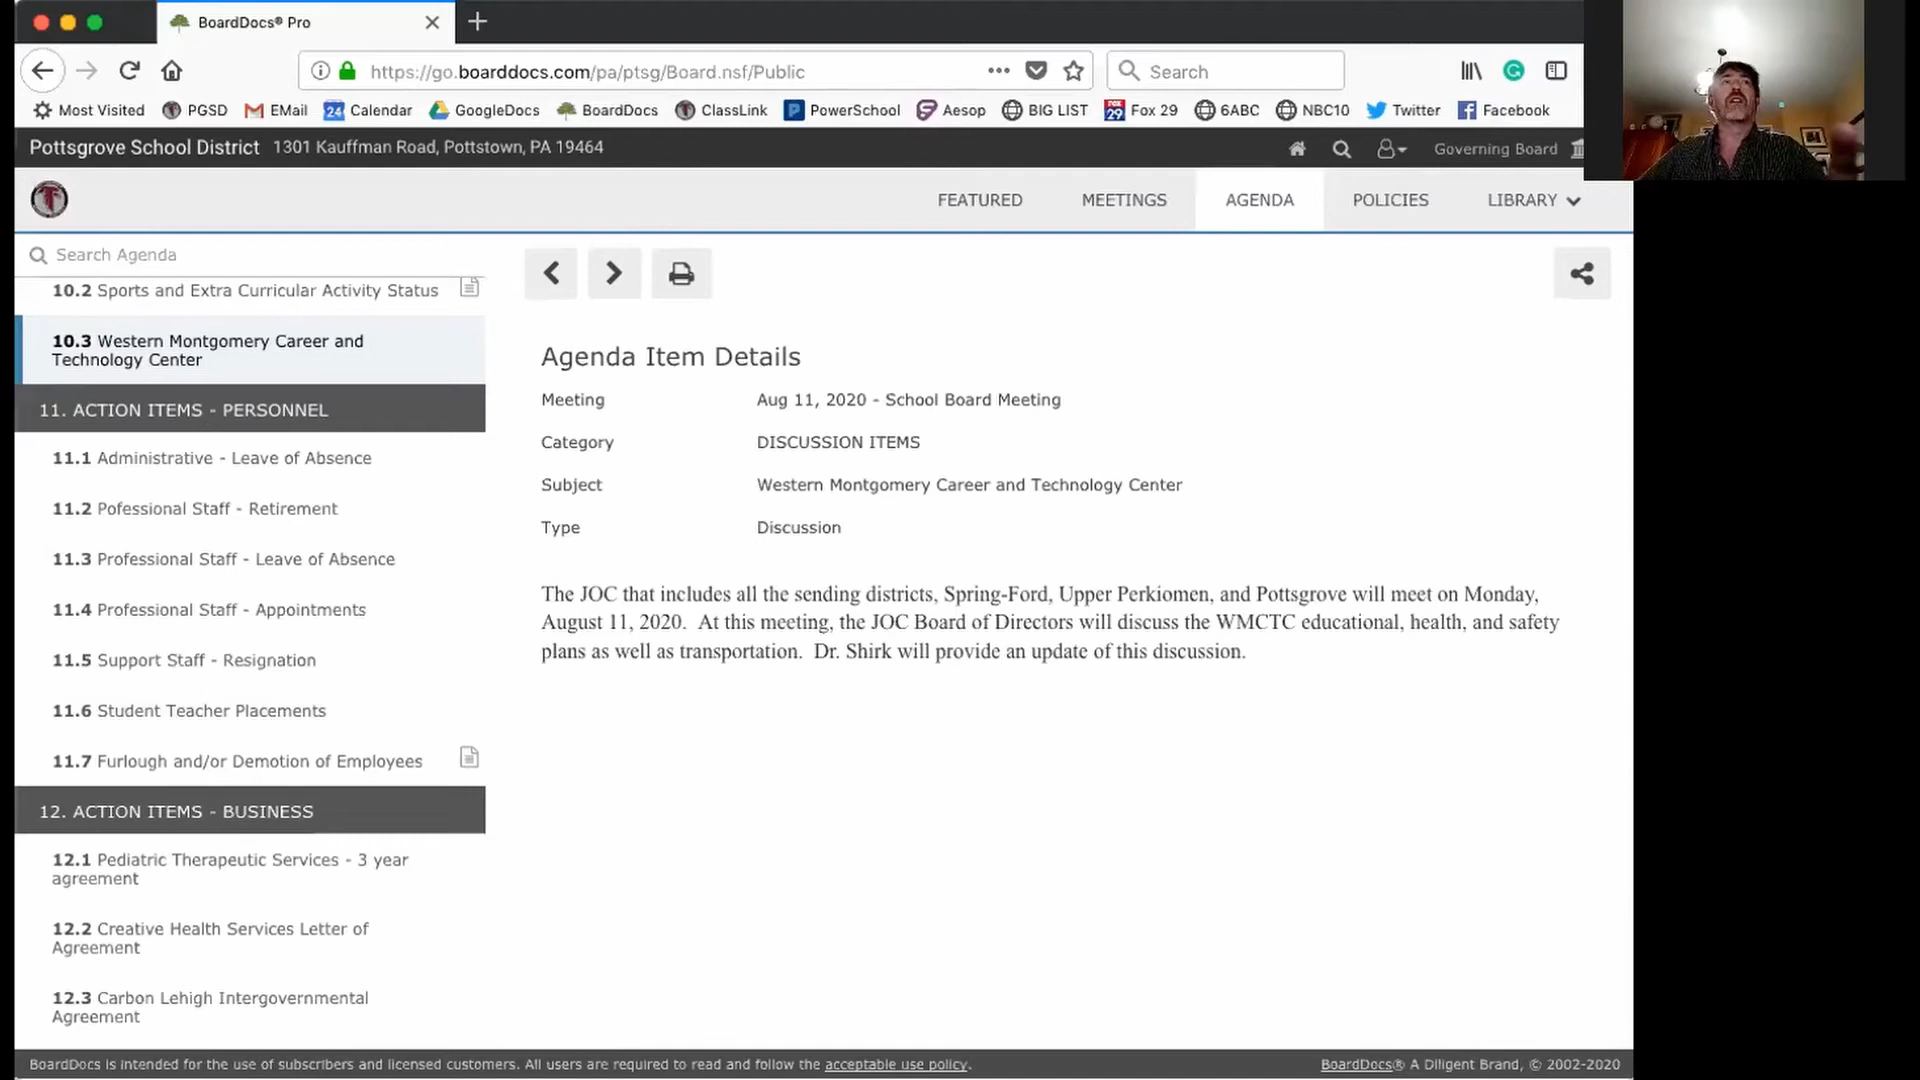 BoardDocs® Pro
https://go.boarddocs.com/pa/ptsg/Board.nsf/Public
Search
Most Visited PGSD EMail 24 Calendar GoogleDocs BoardDocs ClassLink PowerSchool Aesop BIG LIST FOX 29 Fox 29 6ABC NBC10 Twitter Facebook
Pottsgrove School District 1301 Kauffman Road, Pottstown, PA 19464
Governing Board
FEATURED MEETINGS AGENDA POLICIES LIBRARY
Search Agenda
10.2 Sports and Extra Curricular Activity Status
10.3 Western Montgomery Career and
Technology Center
11. ACTION ITEMS - PERSONNEL
11.1 Administrative - Leave of Absence
11.2 Pofessional Staff - Retirement
11.3 Professional Staff - Leave of Absence
11.4 Professional Staff - Appointments
11.5 Support Staff - Resignation
11.6 Student Teacher Placements
11.7 Furlough and/or Demotion of Employees
12. ACTION ITEMS - BUSINESS
12.1 Pediatric Therapeutic Services - 3 year
agreement
12.2 Creative Health Services Letter of
Agreement
12.3 Carbon Lehigh Intergovernmental
Agreement
Agenda Item Details
Meeting Aug 11, 2020 - School Board Meeting
Category DISCUSSION ITEMS
Subject Western Montgomery Career and Technology Center
Type Discussion
The JOC that includes all the sending districts, Spring-Ford, Upper Perkiomen, and Pottsgrove will meet on Monday,
August 11, 2020. At this meeting, the JOC Board of Directors will discuss the WMCTC educational, health, and safety
plans as well as transportation. Dr. Shirk will provide an update of this discussion.
BoardDocs is intended for the use of subscribers and licensed customers. All users are required to read and follow the acceptable use policy.
BoardDocs® A Diligent Brand, © 2002-2020